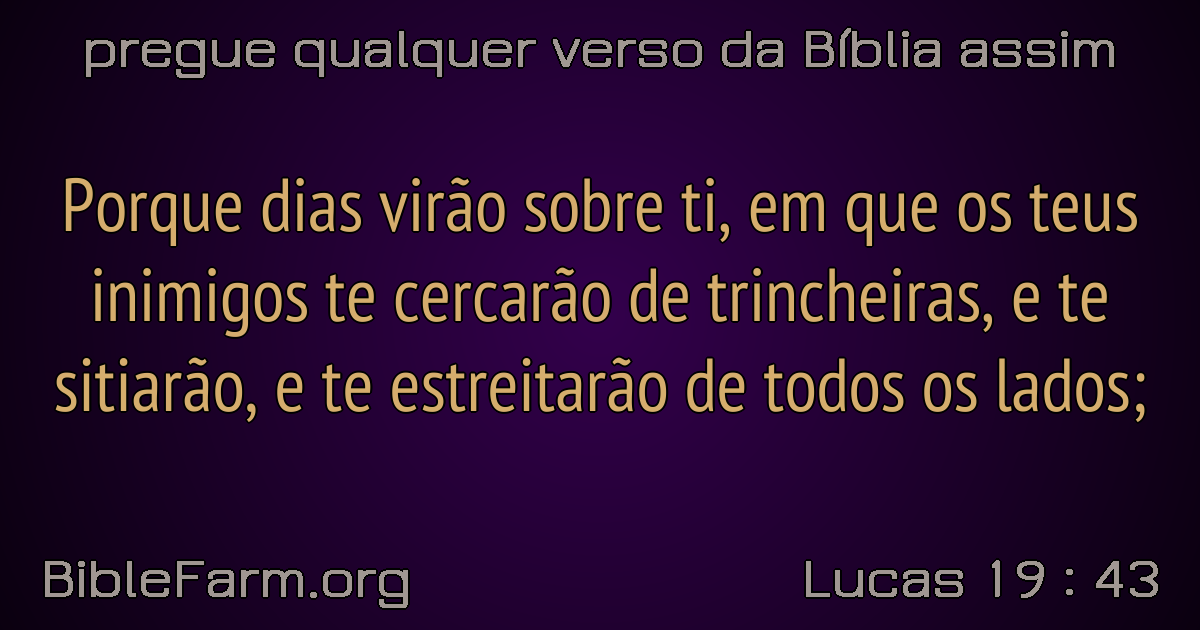 pregue qualquer verso da Bíblia assim
Porque dias virão sobre ti, em que os teus
inimigos te cercarão de trincheiras, e te
sitiarão, e te estreitarão de todos os lados;
BibleFarm.org
Lucas 19 : 43